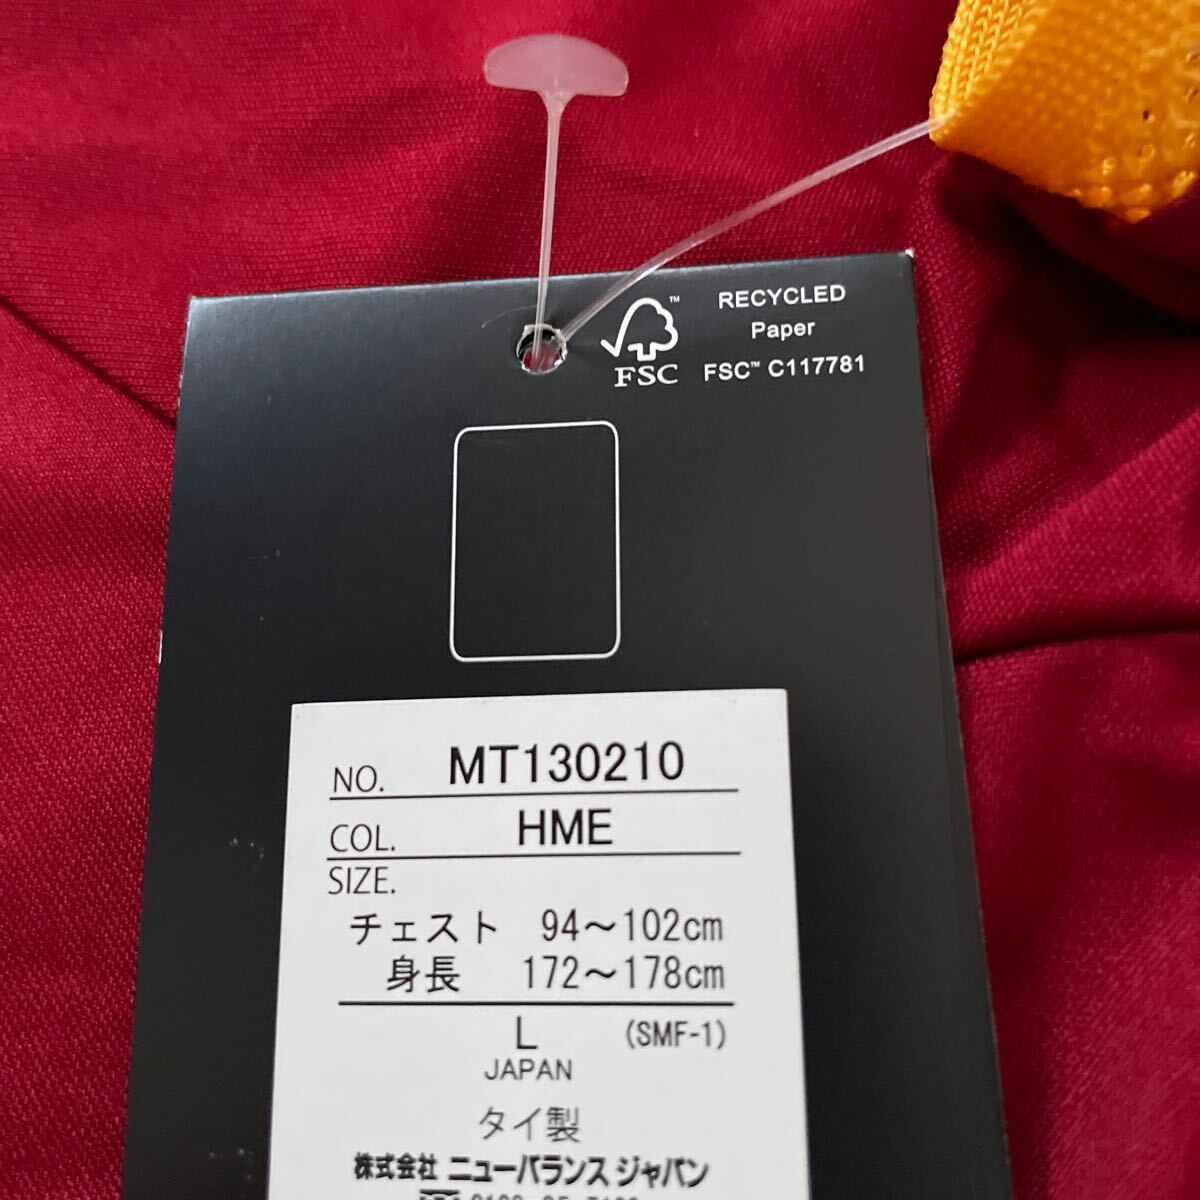 RECYCLED
Paper
FSC™ C117781
FSC
NO. MT130210
COL. HME
SIZE.
チェスト 94～102cm
身長 172～178cm
L (SMF-1)
JAPAN
タイ製
株式会社 ニューバランス ジャパン